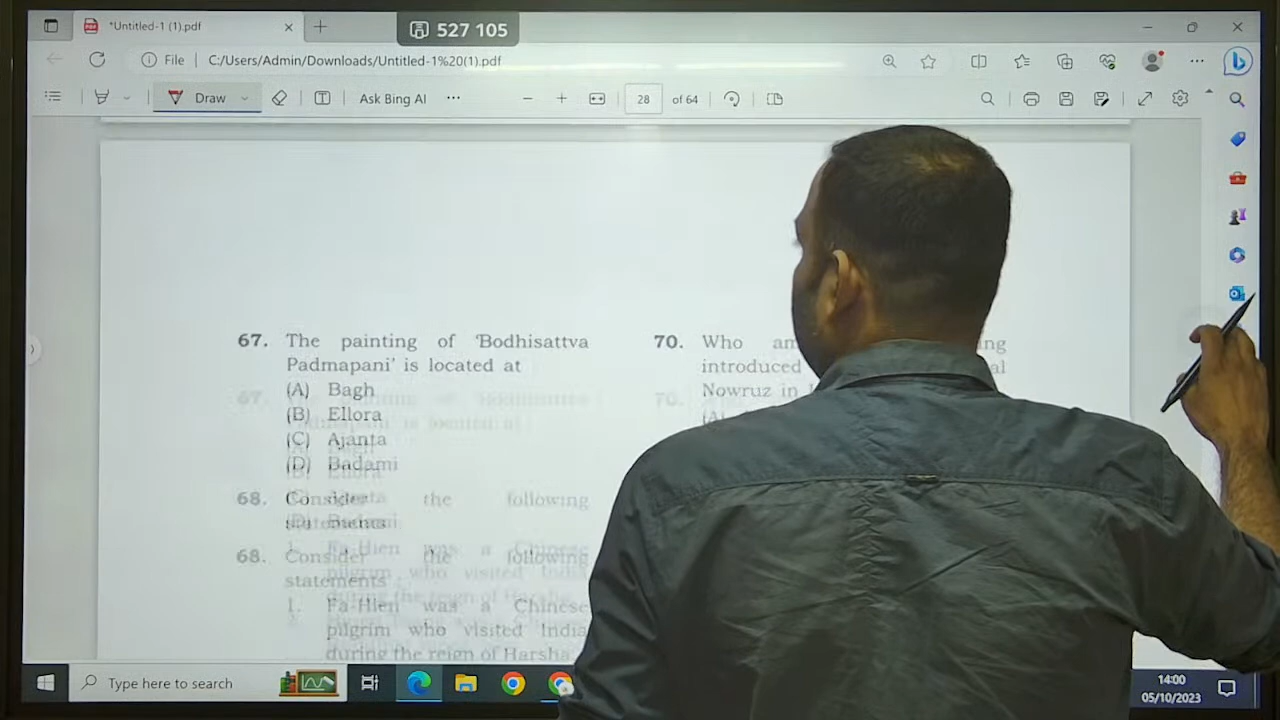 *Untitled-1 (1).pdf
527 105
File
C:/Users/Admin/Downloads/Untitled-1%20(1).pdf
Draw
Ask Bing AI
28
of 64
67. The painting of 'Bodhisattva
Padmapani' is located at
(A) Bagh
(B) Ellora
(C) Ajanta
(D) Badami
68. Consider the following
statements
68. Consider the following
statements :
1. Fa-Hien was a Chinese
pilgrim who visited India
during the reign of Harsha.
70. Who
introduced
Nowruz in
(A)
Type here to search
14:00
05/10/2023